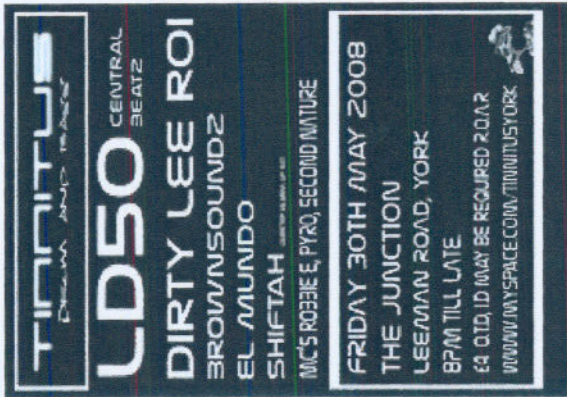 TINNITUS
DRUM AND BASS
LD50 CENTRAL BEATZ
DIRTY LEE ROI
BROWNSOUNDZ
EL MUNDO
SHIFTAH
MC'S ROBBIE E, PYRO, SECOND NATURE
FRIDAY 30TH MAY 2008
THE JUNCTION
LEEMAN ROAD, YORK
8PM TILL LATE
£4 O.T.D, ID MAY BE REQUIRED R.O.A.R
WWW.MYSPACE.COM/TINNITUSYORK